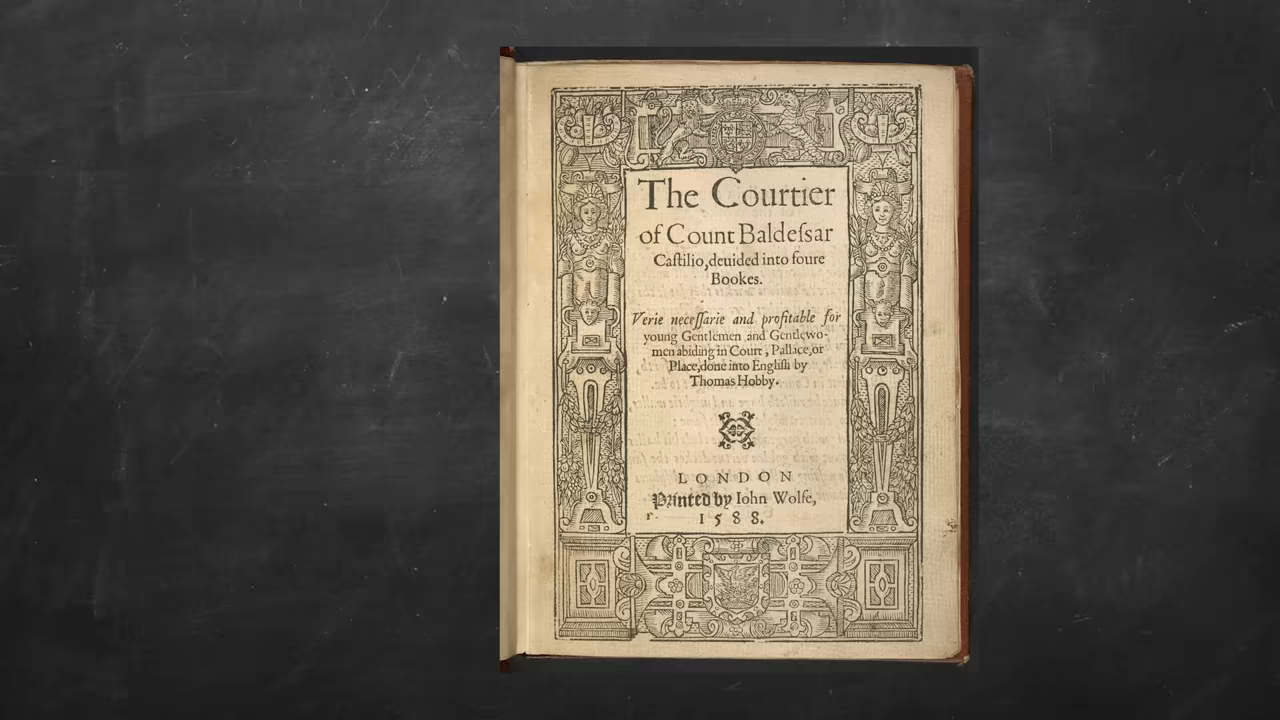 The Courtier
of Count Baldeſsar
Caſtilio, deuided into foure
Bookes.
Verie neceſſarie and profitable for
young Gentlemen and Gentlewo-
men abiding in Court, Pallace, or
Place, done into Engliſh by
Thomas Hobby.
LONDON
Printed by Iohn Wolfe,
1588.